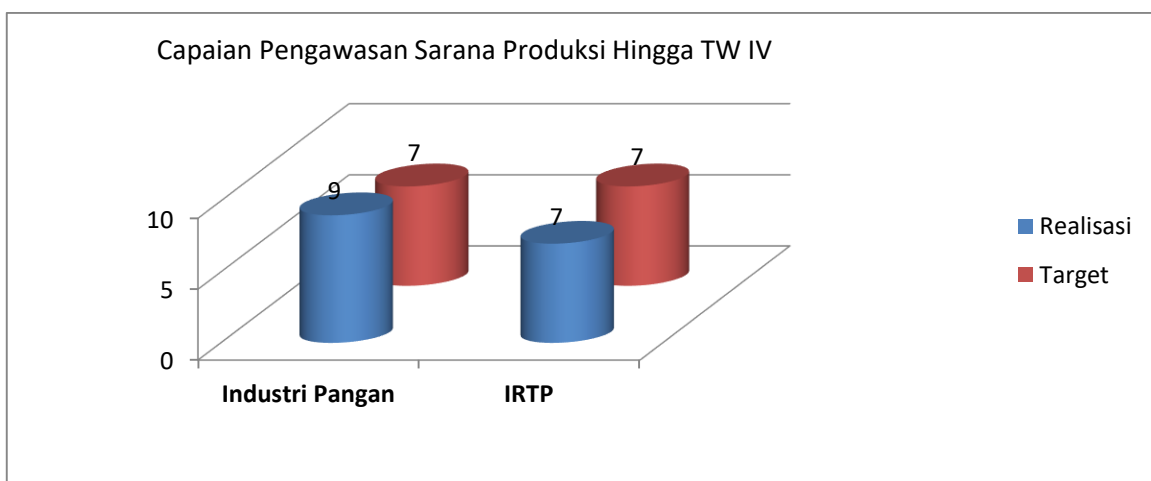 Capaian Pengawasan Sarana Produksi Hingga TW IV
7
7
9
7
10
5
0
Realisasi
Target
Industri Pangan
IRTP